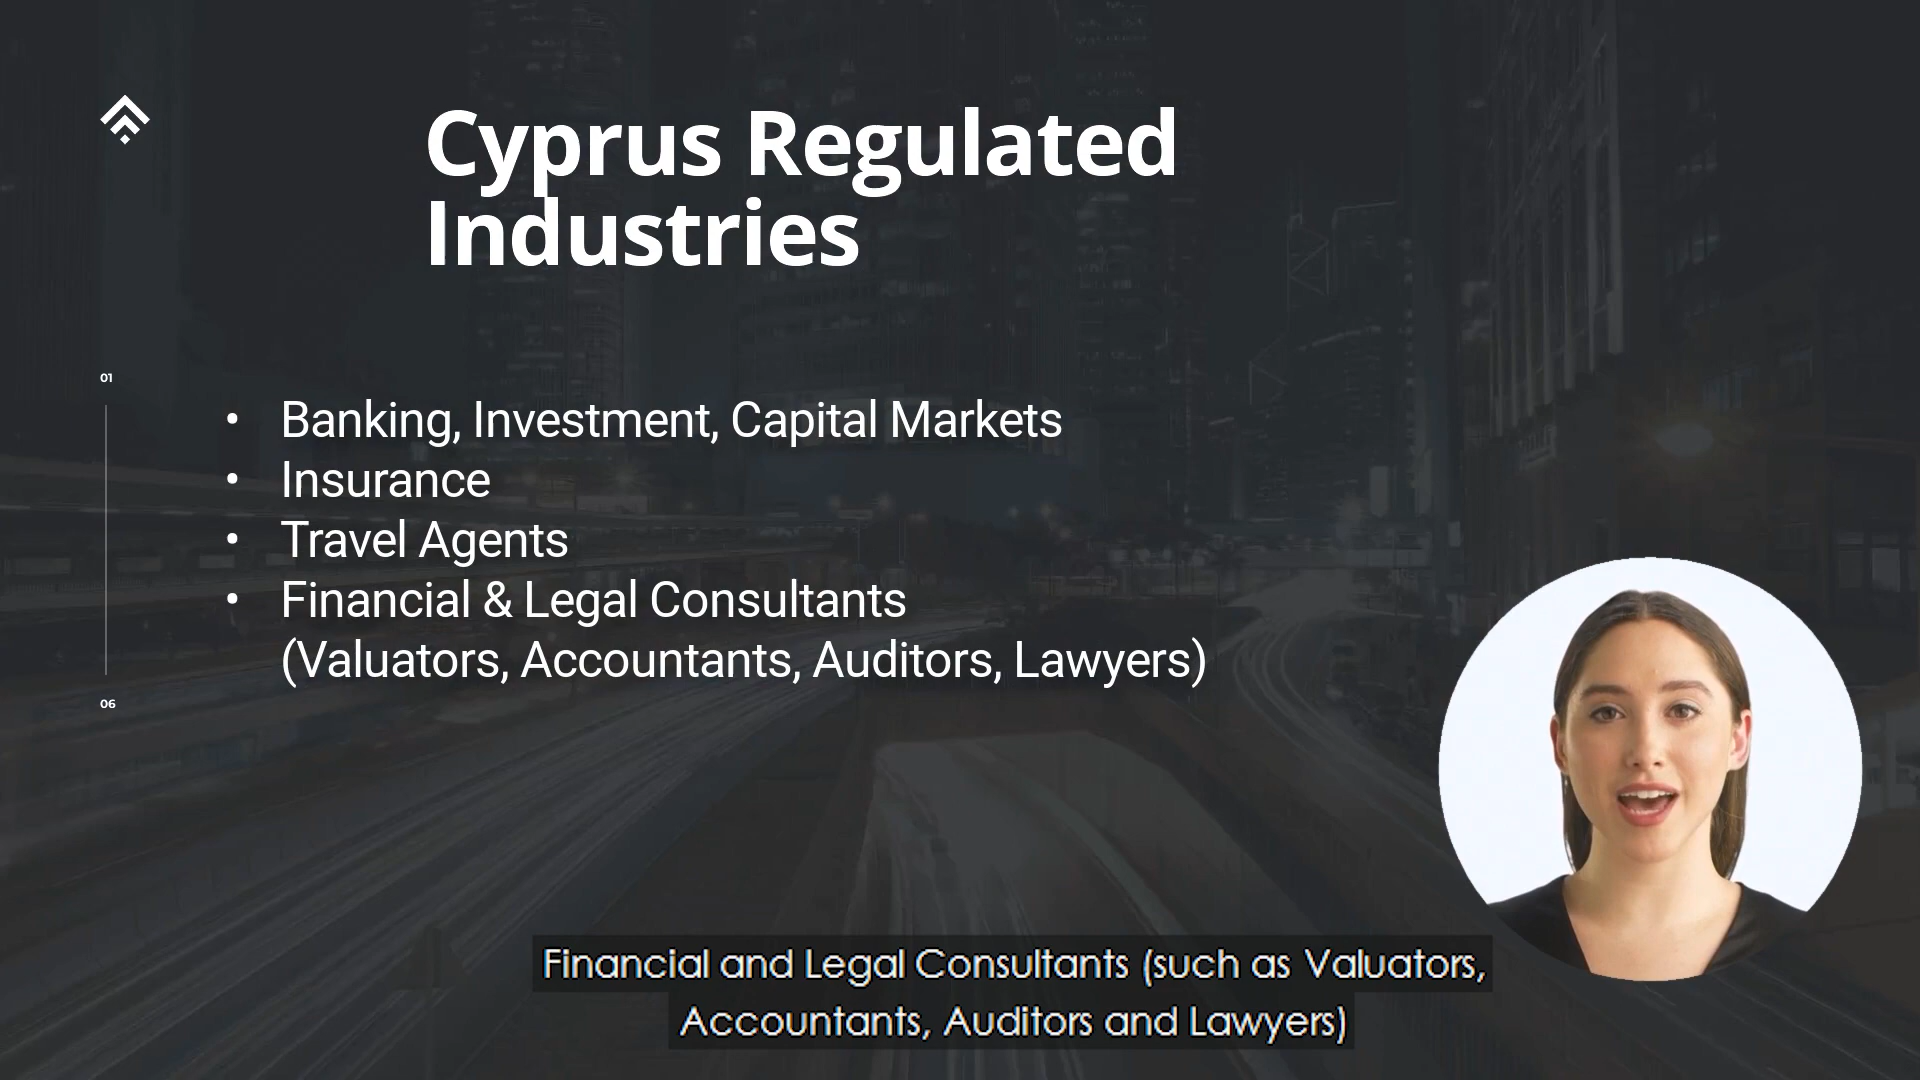 Cyprus Regulated
Industries
01
• Banking, Investment, Capital Markets
• Insurance
• Travel Agents
• Financial & Legal Consultants
(Valuators, Accountants, Auditors, Lawyers)
06
Financial and Legal Consultants (such as Valuators,
Accountants, Auditors and Lawyers)